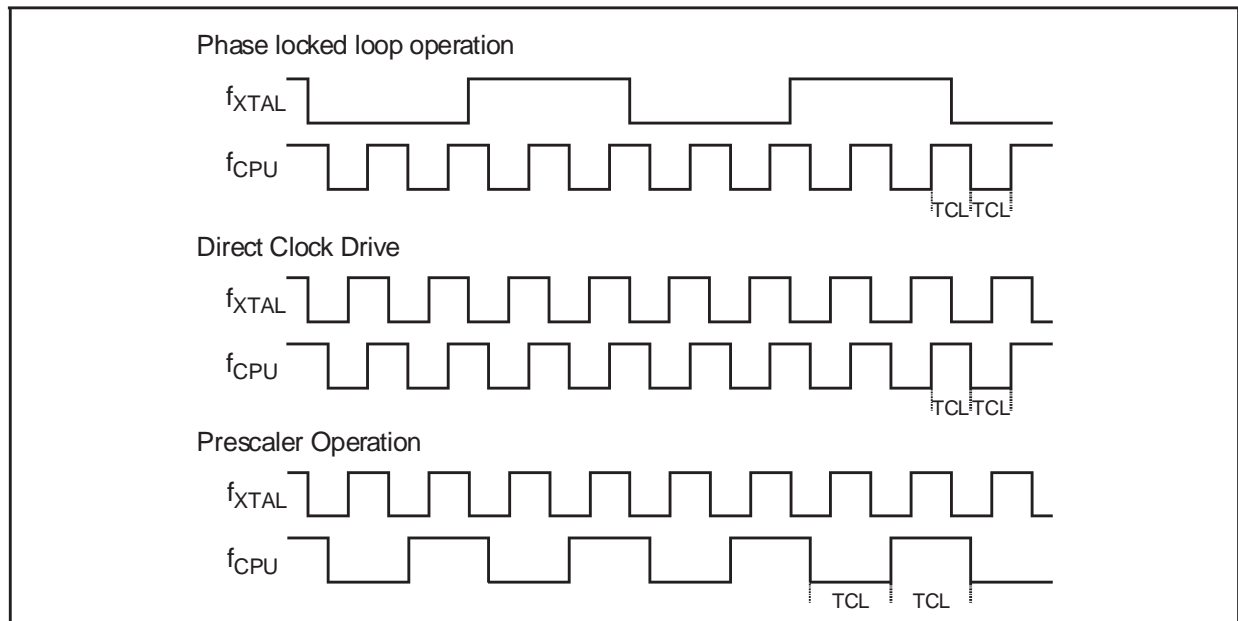 Phase locked loop operation
fXTAL
fCPU
TCL TCL
Direct Clock Drive
fXTAL
fCPU
TCL TCL
Prescaler Operation
fXTAL
fCPU
TCL TCL